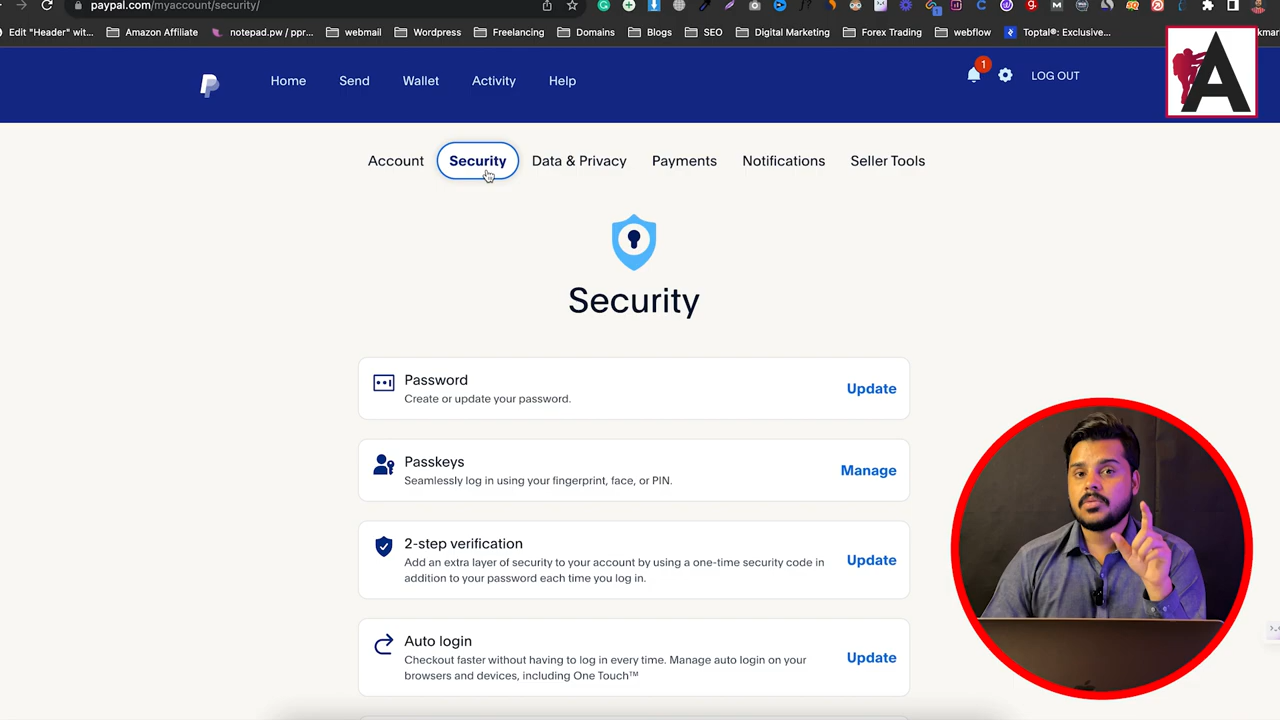 paypal.com/myaccount/security/
Edit "Header" wit... Amazon Affiliate notepad.pw / ppr... webmail Wordpress Freelancing Domains Blogs SEO Digital Marketing Forex Trading webflow Toptal®: Exclusive...
Home Send Wallet Activity Help 1 LOG OUT
A
Account Security Data & Privacy Payments Notifications Seller Tools
Security
Password
Create or update your password.
Update
Passkeys
Seamlessly log in using your fingerprint, face, or PIN.
Manage
2-step verification
Add an extra layer of security to your account by using a one-time security code in
addition to your password each time you log in.
Update
Auto login
Checkout faster without having to log in every time. Manage auto login on your
browsers and devices, including One Touch™
Update